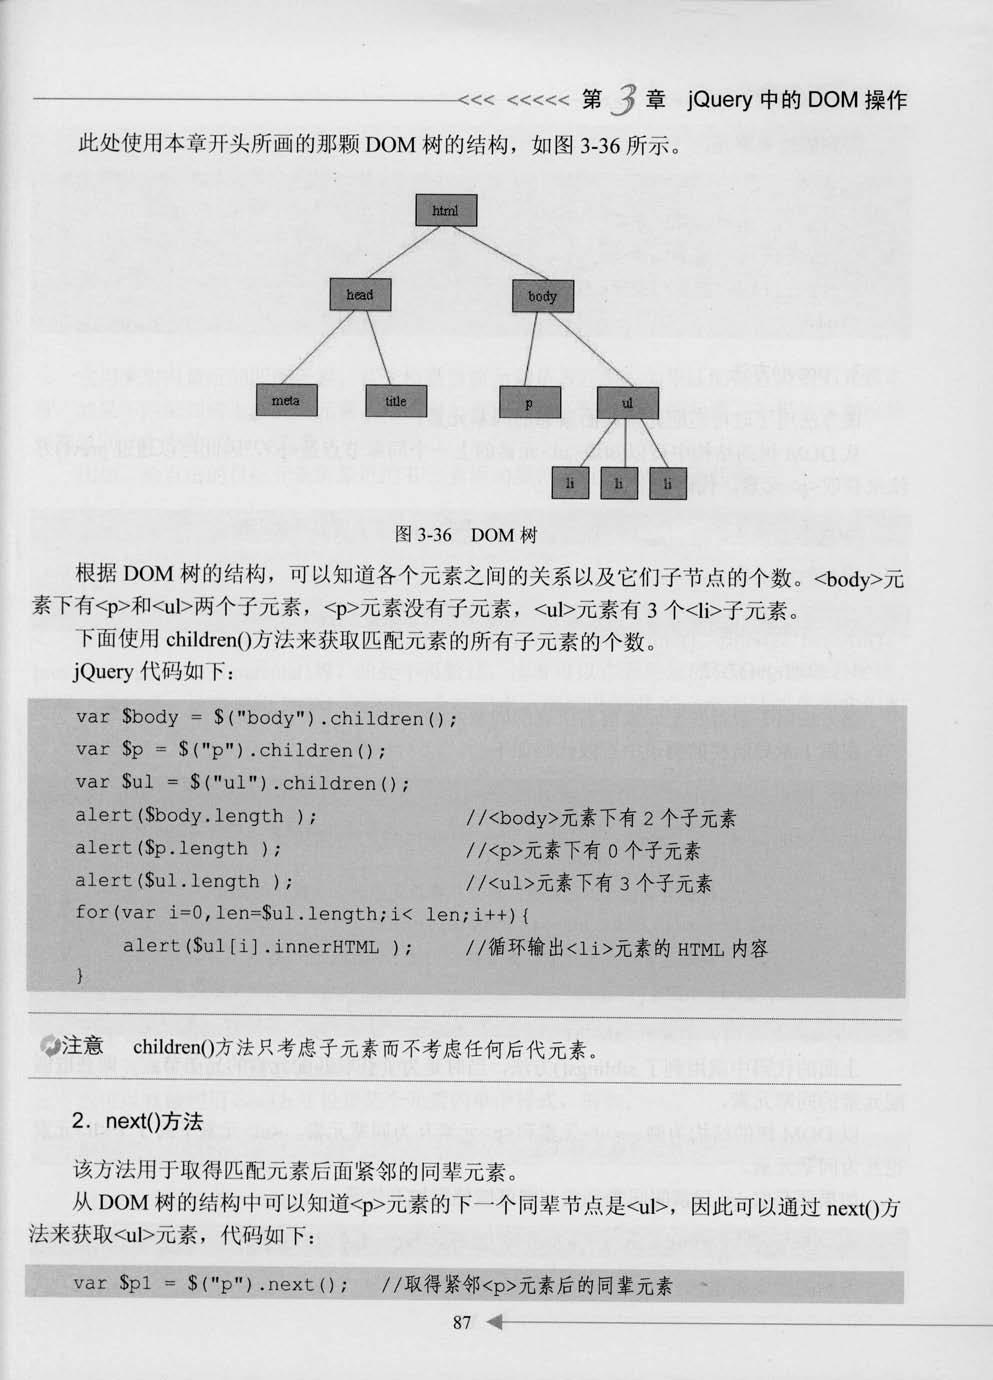 <<< <<<<< 第 3 章 jQuery 中的 DOM 操作
此处使用本章开头所画的那颗 DOM 树的结构，如图 3-36 所示。
html
head body
meta title p ul
li li li
图 3-36 DOM 树
根据 DOM 树的结构，可以知道各个元素之间的关系以及它们子节点的个数。<body>元
素下有<p>和<ul>两个子元素，<p>元素没有子元素，<ul>元素有 3 个<li>子元素。
下面使用 children()方法来获取匹配元素的所有子元素的个数。
jQuery 代码如下：
var $body = $("body").children();
var $p = $("p").children();
var $ul = $("ul").children();
alert($body.length ); //<body>元素下有 2 个子元素
alert($p.length ); //<p>元素下有 0 个子元素
alert($ul.length ); //<ul>元素下有 3 个子元素
for(var i=0,len=$ul.length;i< len;i++){
alert($ul[i].innerHTML ); //循环输出<li>元素的 HTML 内容
}
注意 children()方法只考虑子元素而不考虑任何后代元素。
2．next()方法
该方法用于取得匹配元素后面紧邻的同辈元素。
从 DOM 树的结构中可以知道<p>元素的下一个同辈节点是<ul>，因此可以通过 next()方
法来获取<ul>元素，代码如下：
var $p1 = $("p").next(); //取得紧邻<p>元素后的同辈元素
87